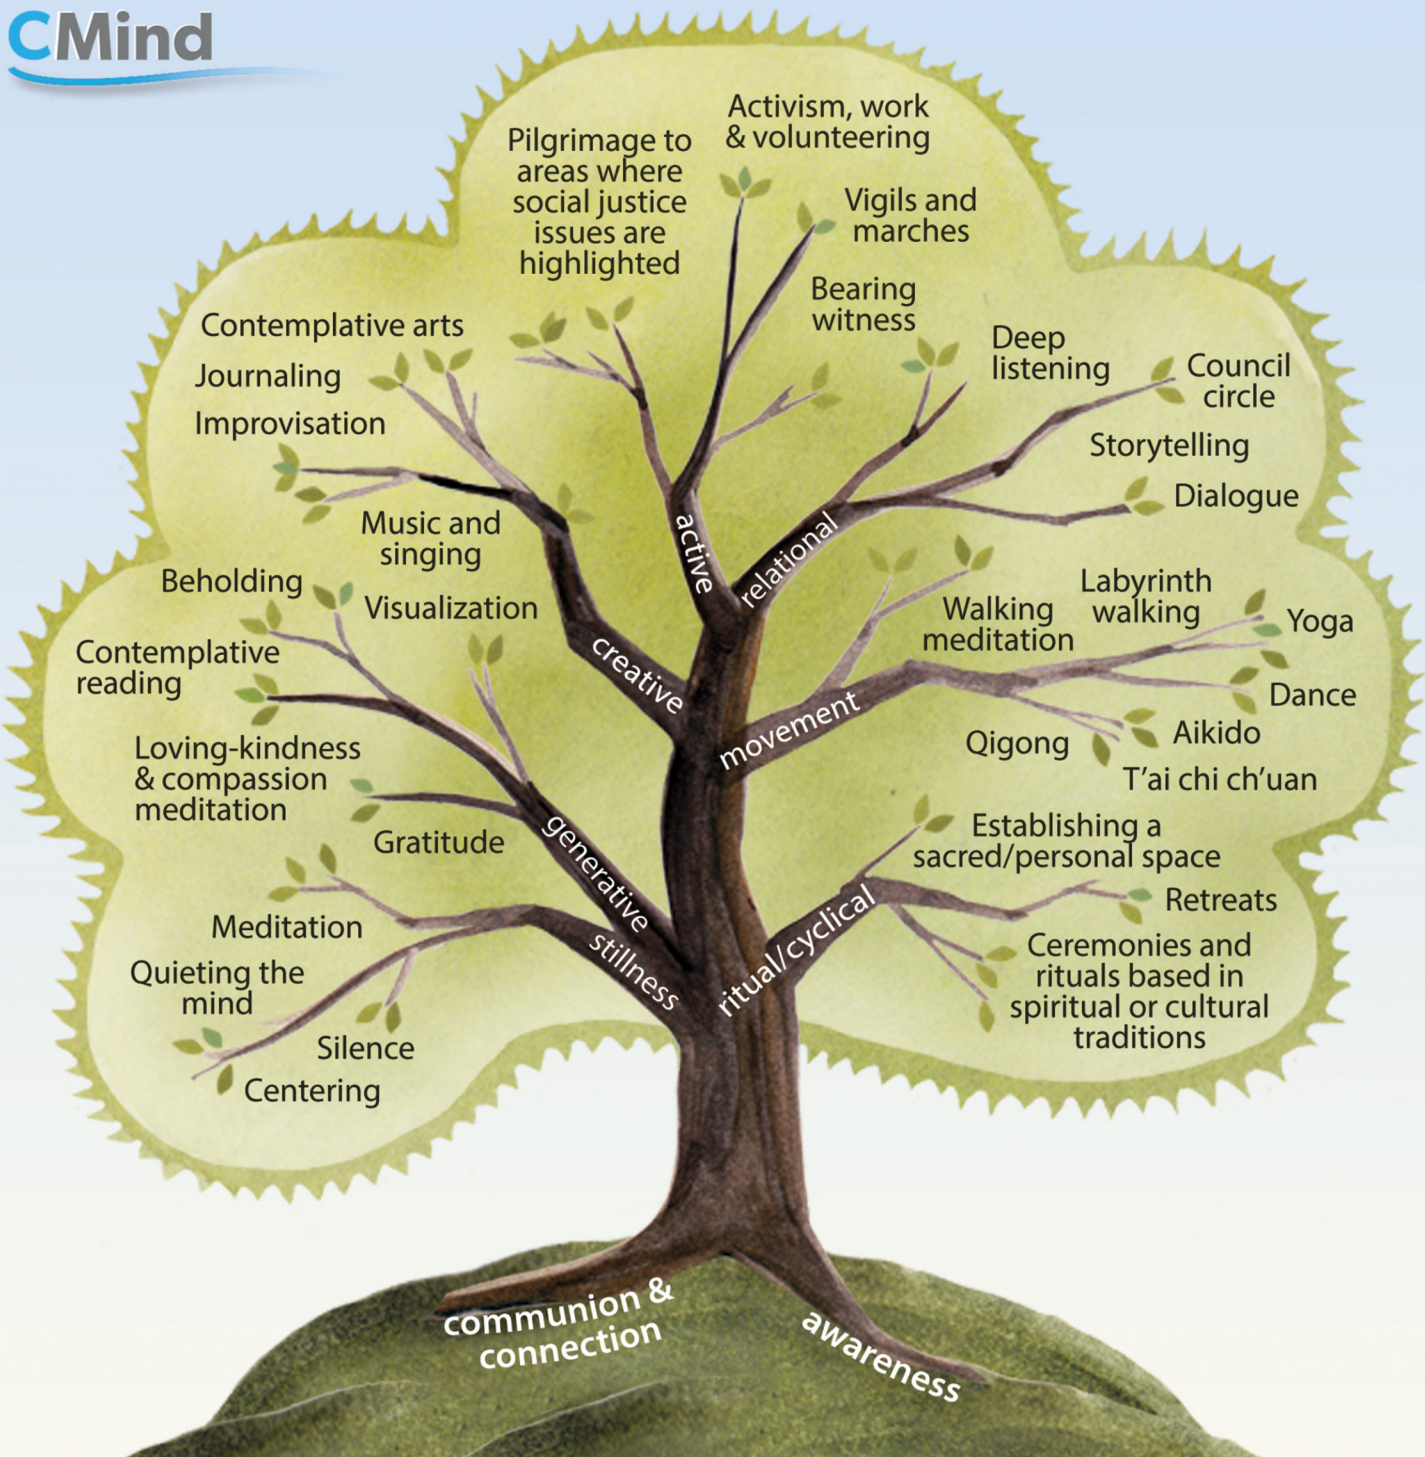 CMind
Activism, work
& volunteering
Pilgrimage to
areas where
social justice
issues are
highlighted
Vigils and
marches
Bearing
witness
Contemplative arts
Journaling
Improvisation
Deep
listening
Council
circle
Storytelling
Dialogue
Music and
singing
active
relational
Beholding
Visualization
Contemplative
reading
creative
Labyrinth
walking
Walking
meditation
Yoga
Dance
movement
Qigong
Aikido
T'ai chi ch'uan
Loving-kindness
& compassion
meditation
Gratitude
generative
Establishing a
sacred/personal space
Retreats
Meditation
Quieting the
mind
stillness
ritual/cyclical
Ceremonies and
rituals based in
spiritual or cultural
traditions
Silence
Centering
communion &
connection
awareness